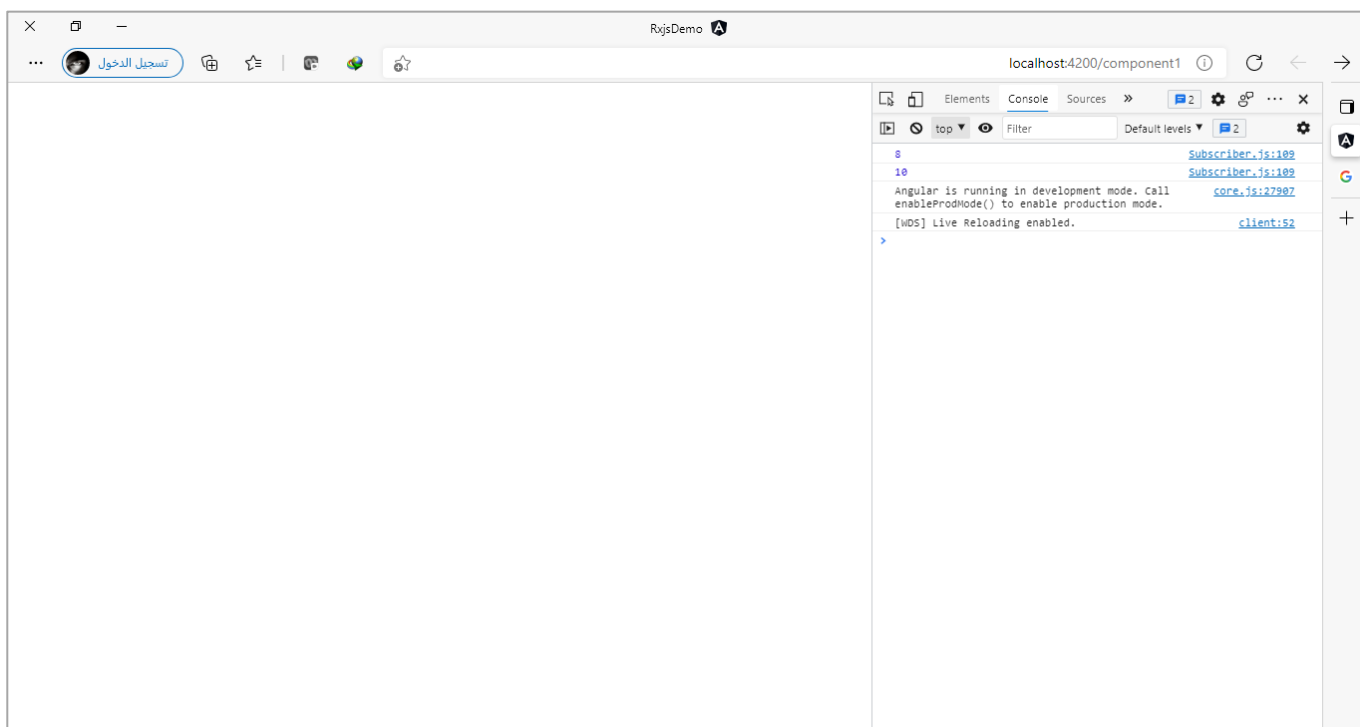 RxjsDemo
تسجيل الدخول
localhost:4200/component1
Elements Console Sources » 2
top Filter Default levels 2
8 Subscriber.js:109
10 Subscriber.js:109
Angular is running in development mode. Call core.js:27907
enableProdMode() to enable production mode.
[WDS] Live Reloading enabled. client:52
>